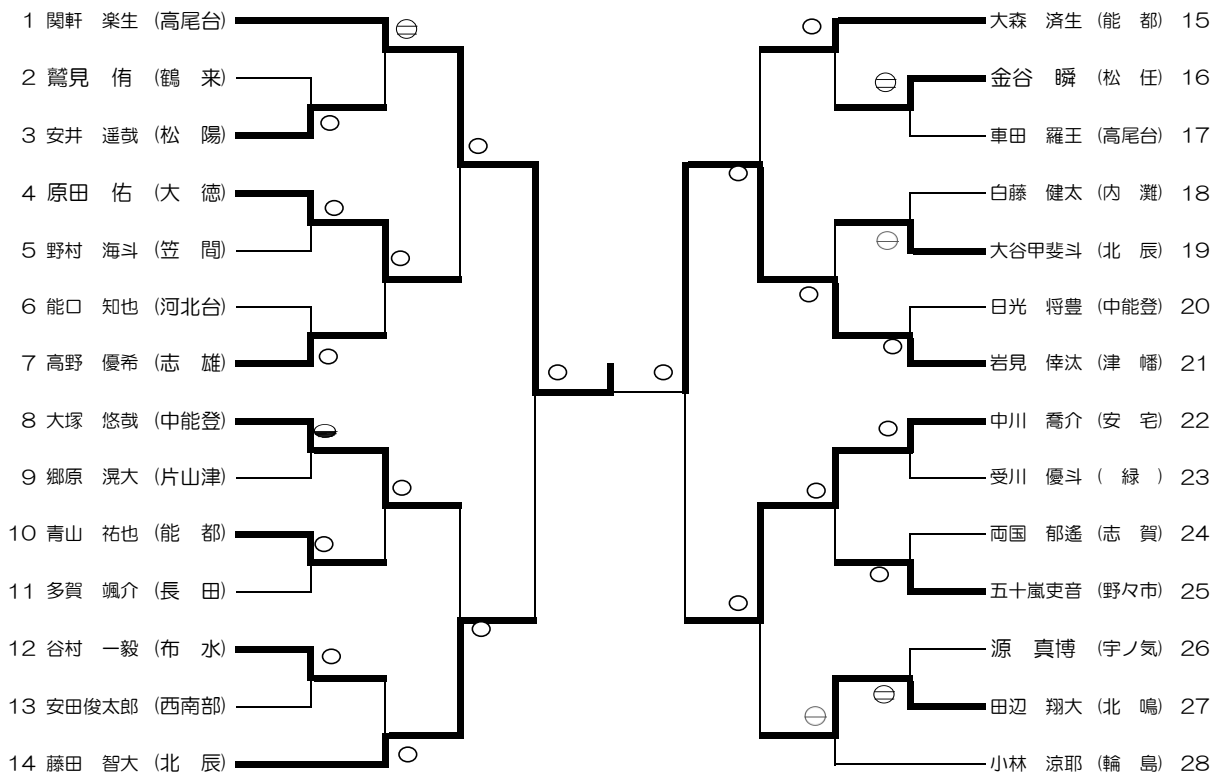 1 関軒 楽生 (高尾台)
2 鷲見 侑 (鶴 来)
3 安井 遥哉 (松 陽)
4 原田 佑 (大 徳)
5 野村 海斗 (笠 間)
6 能口 知也 (河北台)
7 高野 優希 (志 雄)
8 大塚 悠哉 (中能登)
9 郷原 滉大 (片山津)
10 青山 祐也 (能 都)
11 多賀 颯介 (長 田)
12 谷村 一毅 (布 水)
13 安田俊太郎 (西南部)
14 藤田 智大 (北 辰)
大森 済生 (能 都) 15
金谷 瞬 (松 任) 16
車田 羅王 (高尾台) 17
白藤 健太 (内 灘) 18
大谷甲斐斗 (北 辰) 19
日光 将豊 (中能登) 20
岩見 倖汰 (津 幡) 21
中川 喬介 (安 宅) 22
受川 優斗 ( 緑 ) 23
両国 郁遙 (志 賀) 24
五十嵐吏音 (野々市) 25
源 真博 (宇ノ気) 26
田辺 翔大 (北 鳴) 27
小林 涼耶 (輪 島) 28